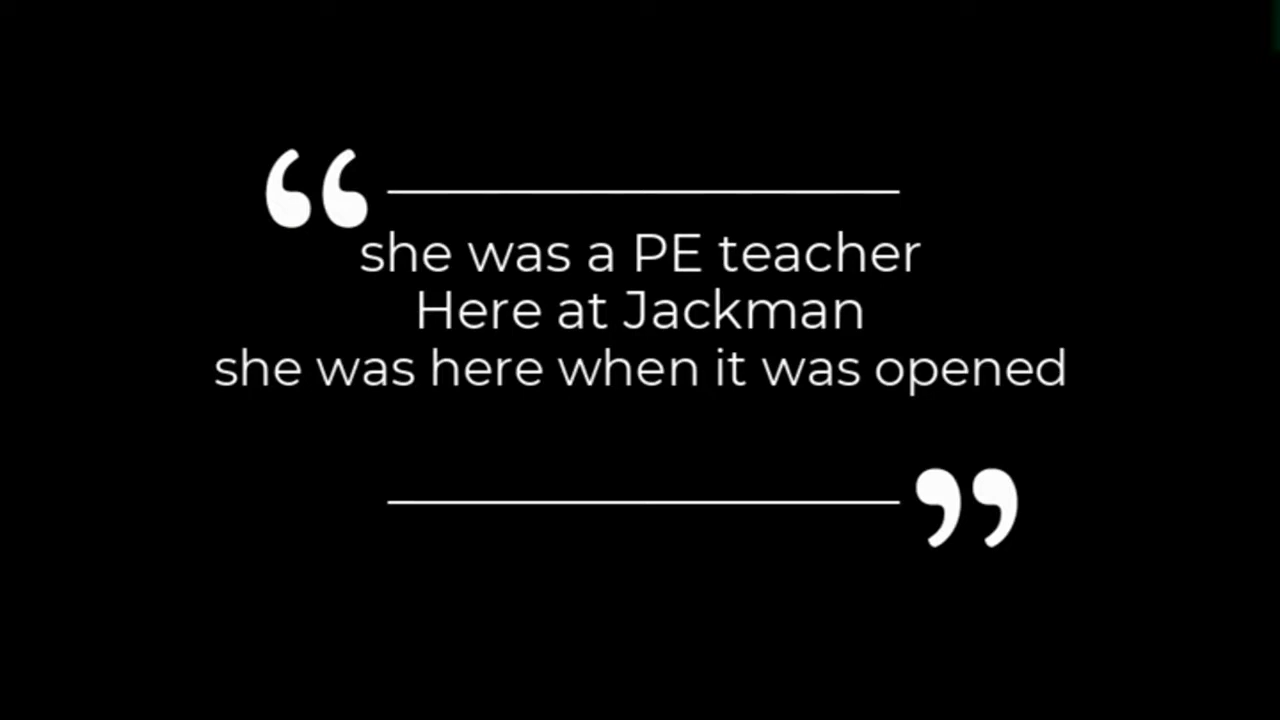 “
she was a PE teacher
Here at Jackman
she was here when it was opened
”